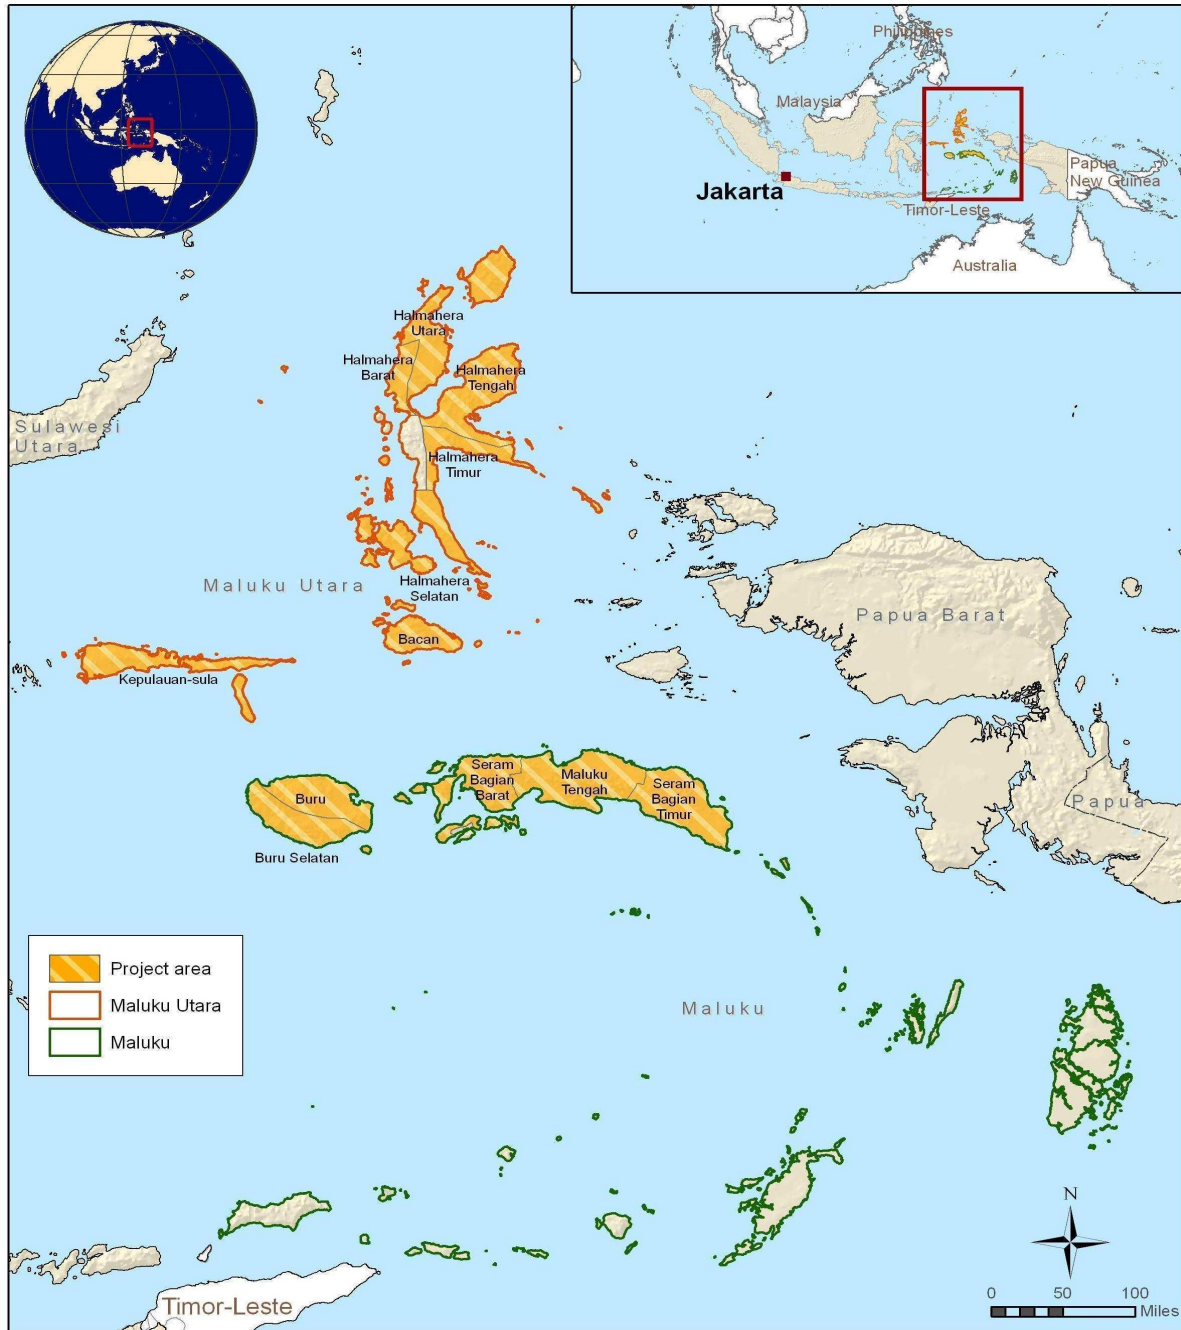 Philippines
Malaysia
Jakarta
Papua
New Guinea
Timor-Leste
Australia
Halmahera
Utara
Halmahera
Barat
Halmahera
Tengah
Sulawesi
Utara
Halmahera
Timur
Maluku Utara
Halmahera
Selatan
Papua Barat
Bacan
Kepulauan-sula
Seram
Bagian
Barat
Maluku
Tengah
Seram
Bagian
Timur
Buru
Papua
Buru Selatan
Project area
Maluku Utara
Maluku
Maluku
N
Timor-Leste
0 50 100
Miles